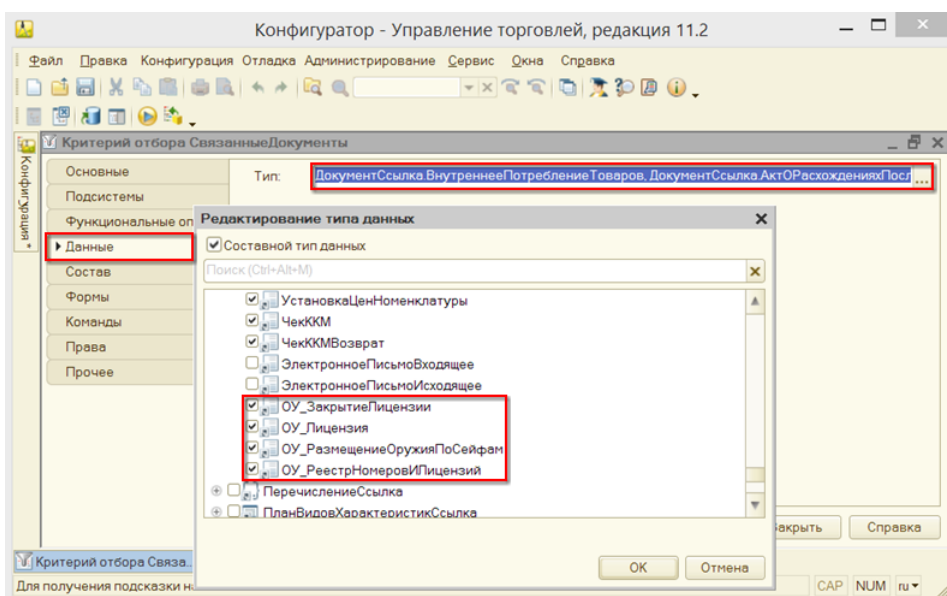 Конфигуратор - Управление торговлей, редакция 11.2
Файл Правка Конфигурация Отладка Администрирование Сервис Окна Справка
Конфигурация *
Критерий отбора СвязанныеДокументы
Основные
Подсистемы
Функциональные оп
Данные
Состав
Формы
Команды
Права
Прочее
Тип: ДокументСсылка.ВнутреннееПотреблениеТоваров, ДокументСсылка.АктОРасхожденияхПосл ...
Редактирование типа данных
Составной тип данных
Поиск (Ctrl+Alt+M)
УстановкаЦенНоменклатуры
ЧекККМ
ЧекККМВозврат
ЭлектронноеПисьмоВходящее
ЭлектронноеПисьмоИсходящее
ОУ_ЗакрытиеЛицензии
ОУ_Лицензия
ОУ_РазмещениеОружияПоСейфам
ОУ_РеестрНомеровИЛицензий
ПеречислениеСсылка
ПланВидовХарактеристикСсылка
OK Отмена
Закрыть Справка
Критерий отбора Связа...
Для получения подсказки н
CAP NUM ru